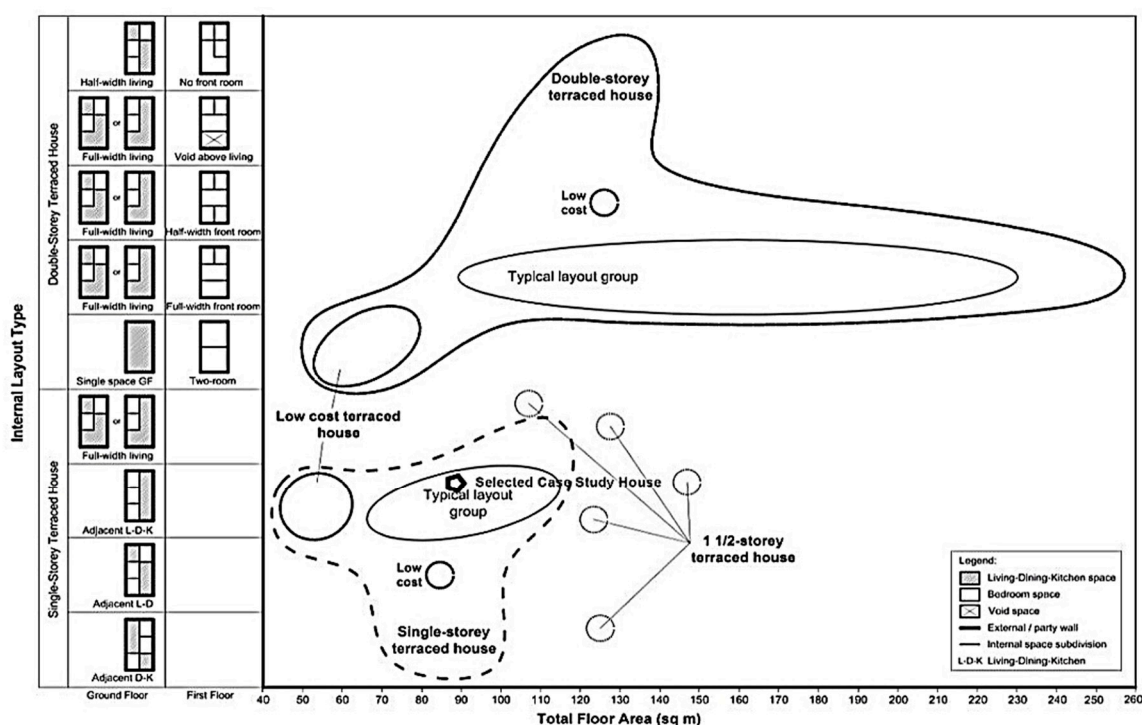 Internal Layout Type
Double-Storey Terraced House
Single-Storey Terraced House
Half-width living
No front room
or
Full-width living
Void above living
or
Full-width living
Half-width front room
or
Full-width living
Full-width front room
Single space GF
Two-room
or
Full-width living
Adjacent L-D-K
Adjacent L-D
Adjacent D-K
Ground Floor
First Floor
Double-storey
terraced house
Low
cost
Typical layout group
Low cost terraced
house
Selected Case Study House
Typical layout
group
Low
cost
Single-storey
terraced house
1 1/2-storey
terraced house
Legend:
Living-Dining-Kitchen space
Bedroom space
Void space
External / party wall
Internal space subdivision
L-D-K Living-Dining-Kitchen
40 50 60 70 80 90 100 110 120 130 140 150 160 170 180 190 200 210 220 230 240 250 260
Total Floor Area (sq m)